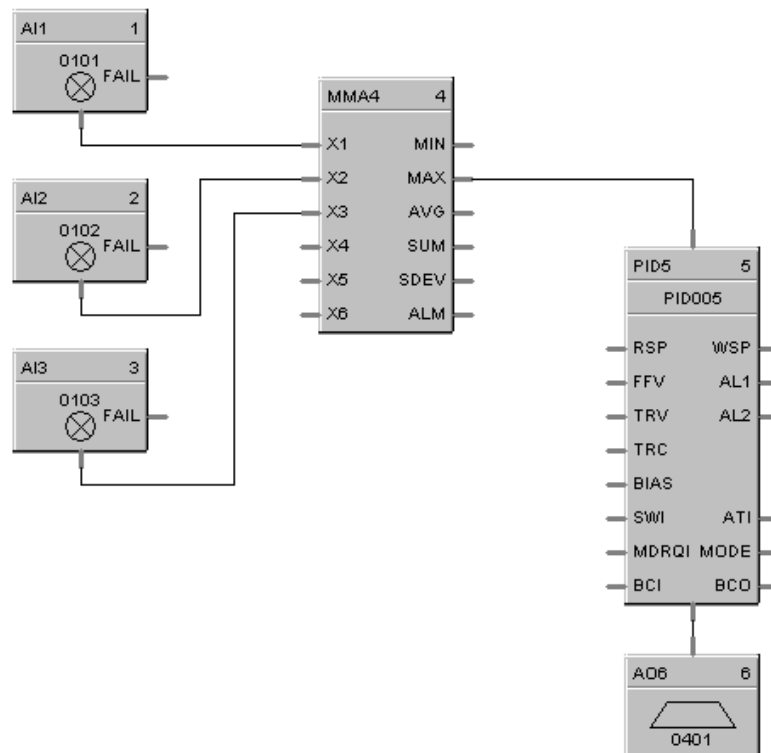 AI1 1
0101
FAIL
AI2 2
0102
FAIL
AI3 3
0103
FAIL
MMA4 4
X1 MIN
X2 MAX
X3 AVG
X4 SUM
X5 SDEV
X6 ALM
PID5 5
PID005
RSP WSP
FFV AL1
TRV AL2
TRC
BIAS
SWI ATI
MDRQI MODE
BCI BCO
AO6 6
0401